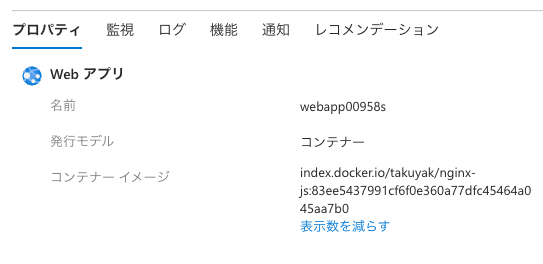 プロパティ 監視 ログ 機能 通知 レコメンデーション
Web アプリ
名前 webapp00958s
発行モデル コンテナー
コンテナー イメージ index.docker.io/takuyak/nginx-
js:83ee5437991cf6f0e360a77dfc45464a0
45aa7b0
表示数を減らす